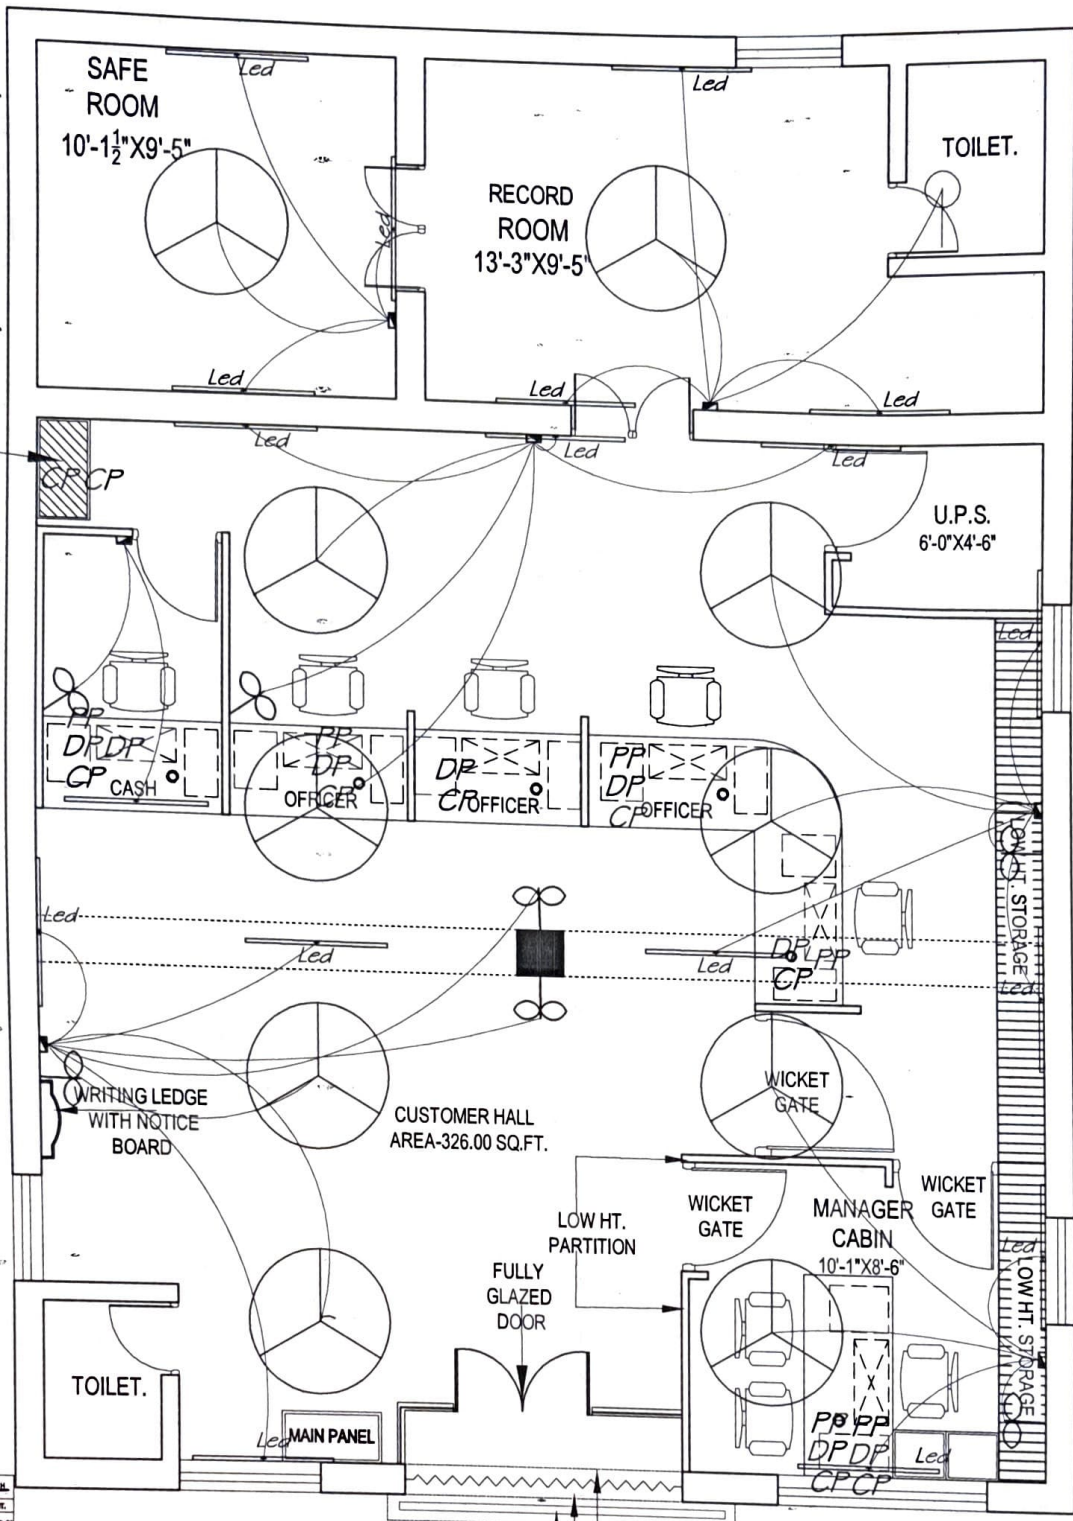 SAFE
ROOM
10'-1½"X9'-5"
Led
Led
TOILET.
RECORD
ROOM
13'-3"X9'-5"
Led
Led
Led
Led
Led
Led
Led
CP CP
U.P.S.
6'-0"X4'-6"
Led
PP
DP DP
CP
CASH
PP
DP
CP
OFFICER
DP
CP
OFFICER
PP
DP
CP
OFFICER
LOW HT. STORAGE
Led
Led
Led
DP PP
CP
Led
WRITING LEDGE
WITH NOTICE
BOARD
CUSTOMER HALL
AREA-326.00 SQ.FT.
WICKET
GATE
WICKET
GATE
MANAGER
CABIN
10'-1"X8'-6"
WICKET
GATE
LOW HT.
PARTITION
Led
LOW HT. STORAGE
FULLY
GLAZED
DOOR
TOILET.
MAIN PANEL
Led
PP PP
DP DP
CP CP
Led